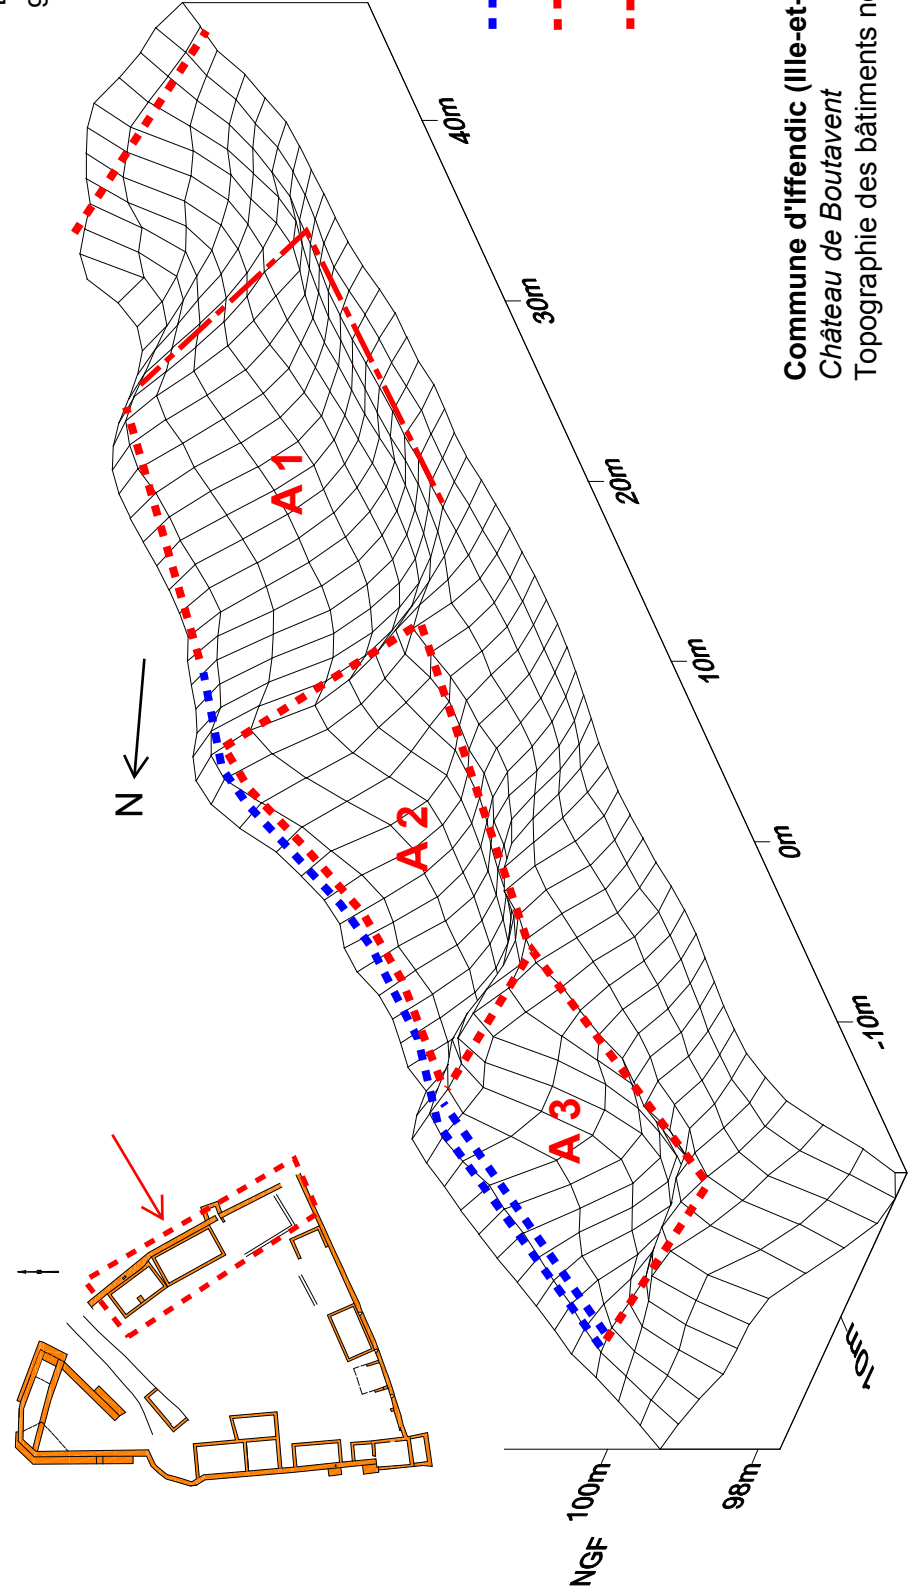 Commune d'Iffendic (Ille-et-
Château de Boutavent
Topographie des bâtiments
N
A 1
A 2
A 3
40m
30m
20m
10m
0m
-10m
10m
NGF
100m
98m